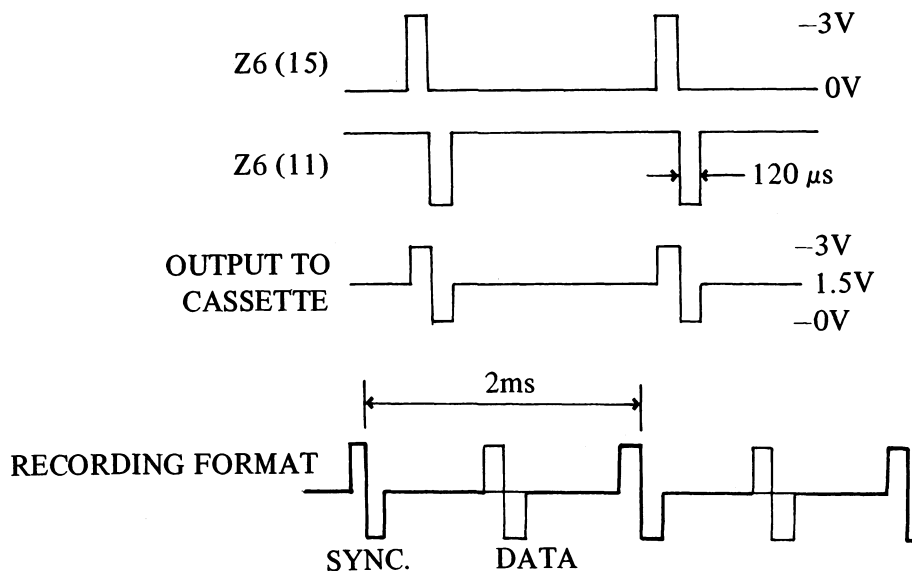 Z6 (15)
–3V
0V
Z6 (11)
120 μs
OUTPUT TO
CASSETTE
–3V
1.5V
–0V
2ms
RECORDING FORMAT
SYNC.
DATA